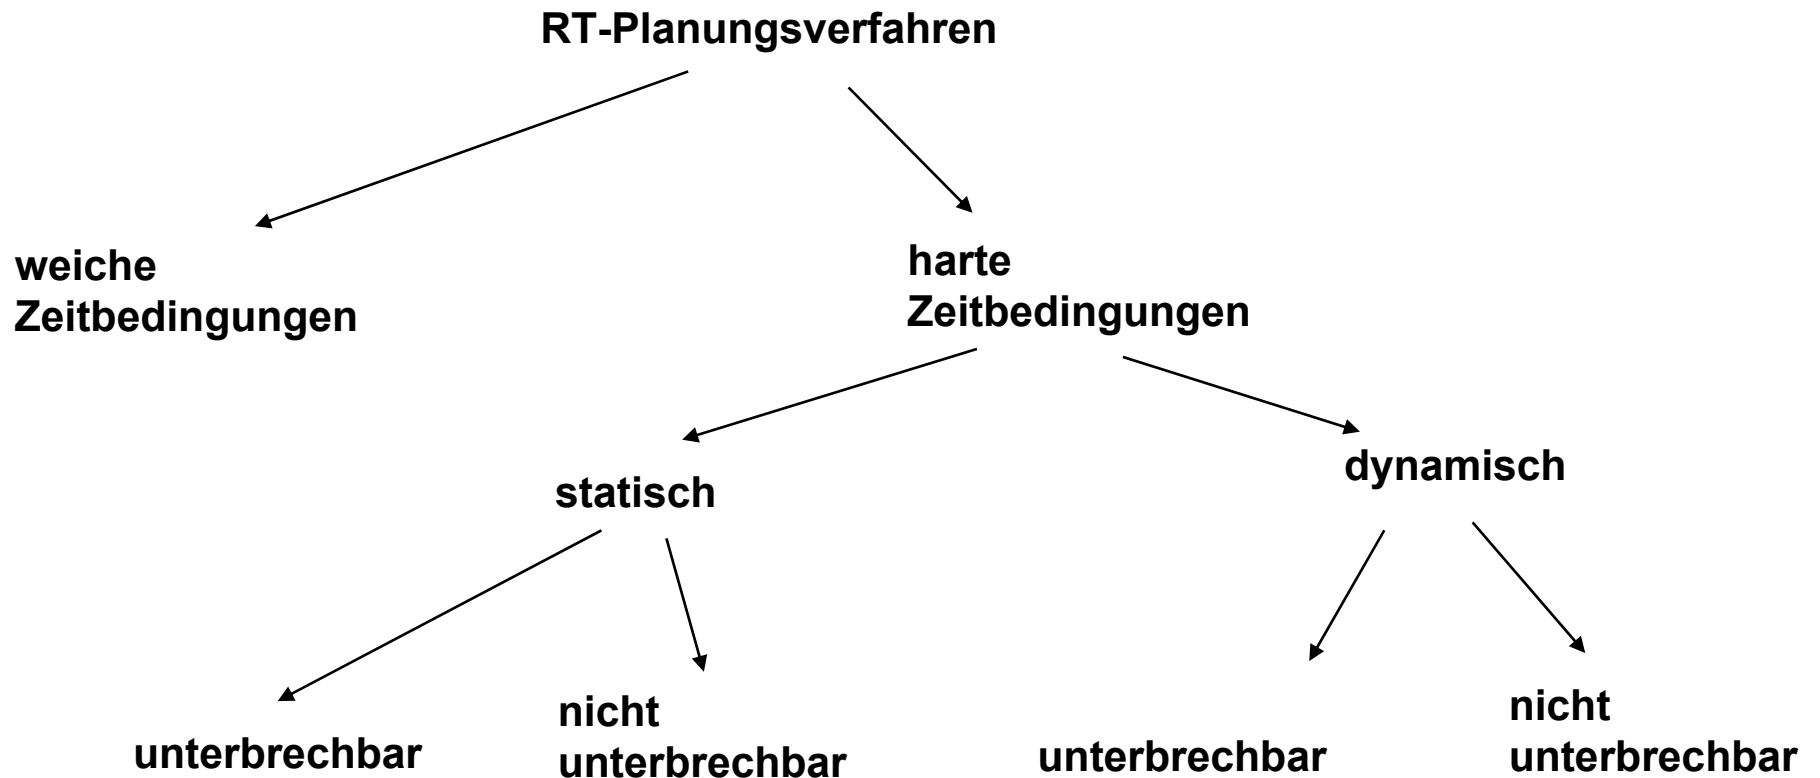 RT-Planungsverfahren
weiche
Zeitbedingungen
harte
Zeitbedingungen
statisch
dynamisch
unterbrechbar
nicht
unterbrechbar
unterbrechbar
nicht
unterbrechbar